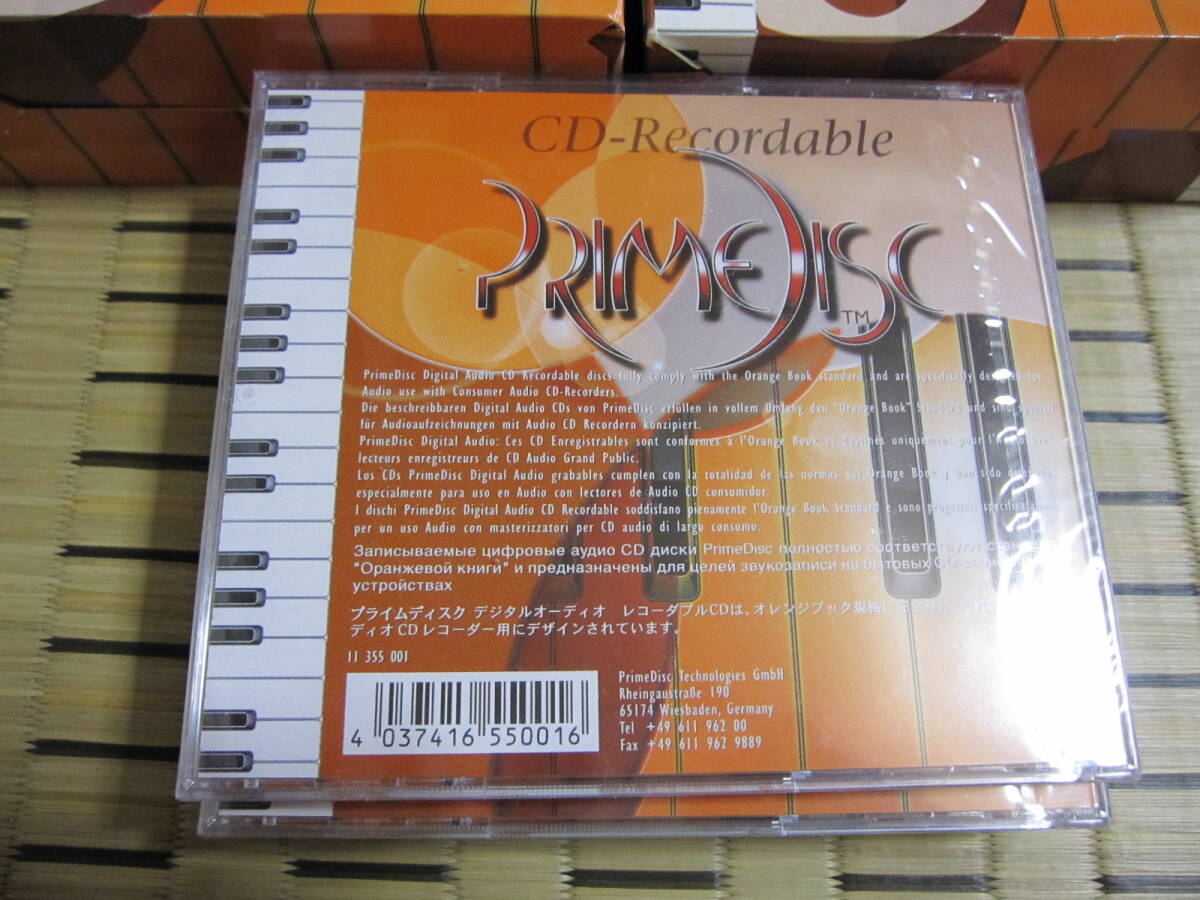 CD-Recordable
PRIMEDISC
TM
PrimeDisc Digital Audio CD Recordable discs fully comply with the Orange Book standard and are specifically designed for
Audio use with Consumer Audio CD-Recorders.
Die beschreibbaren Digital Audio CDs von PrimeDisc erfüllen in vollem Umfang den "Orange Book" Standard und sind speziell
für Audioaufzeichnungen mit Audio CD Recordern konzipiert.
PrimeDisc Digital Audio: Ces CD Enregistrables sont conformes à l'Orange Book et destinés uniquement pour
lecteurs enregistreurs de CD Audio Grand Public.
Los CDs PrimeDisc Digital Audio grabables cumplen con la totalidad de las normas del Orange Book y han sido
especialmente para uso en Audio con lectores de Audio CD consumidor.
I dischi PrimeDisc Digital Audio CD Recordable soddisfano pienamente l'Orange Book Standard e sono progettati specificatamente
per un uso Audio con masterizzatori per CD audio di largo consumo.
Записываемые цифровые аудио CD диски PrimeDisc полностью соответствуют
"Оранжевой книги" и предназначены для целей звукозаписи на бытовых
устройствах
プライムディスク デジタルオーディオ レコーダブルCDは、オレンジブック規格に
ディオCDレコーダー用にデザインされています。
11 355 001
4 037416 550016
PrimeDisc Technologies GmbH
Rheingaustraße 190
65174 Wiesbaden, Germany
Tel +49 611 962 00
Fax +49 611 962 9889